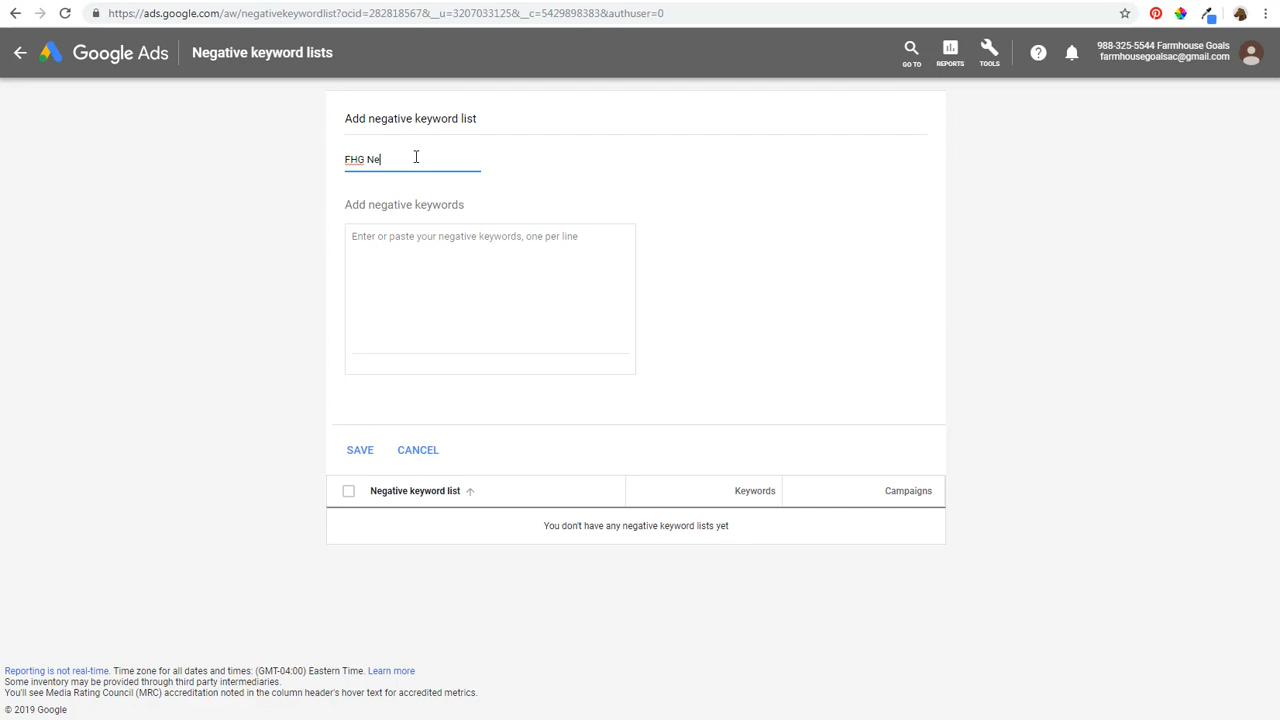 https://ads.google.com/aw/negativekeywordlist?ocid=282818567&__u=3207033125&__c=5429898383&authuser=0
Google Ads
Negative keyword lists
GO TO
REPORTS
TOOLS
988-325-5544 Farmhouse Goals
farmhousegoalsac@gmail.com
Add negative keyword list
FHG Ne
Add negative keywords
Enter or paste your negative keywords, one per line
SAVE
CANCEL
Negative keyword list
Keywords
Campaigns
You don't have any negative keyword lists yet
Reporting is not real-time. Time zone for all dates and times: (GMT-04:00) Eastern Time. Learn more
Some inventory may be provided through third party intermediaries.
You'll see Media Rating Council (MRC) accreditation noted in the column header's hover text for accredited metrics.
© 2019 Google